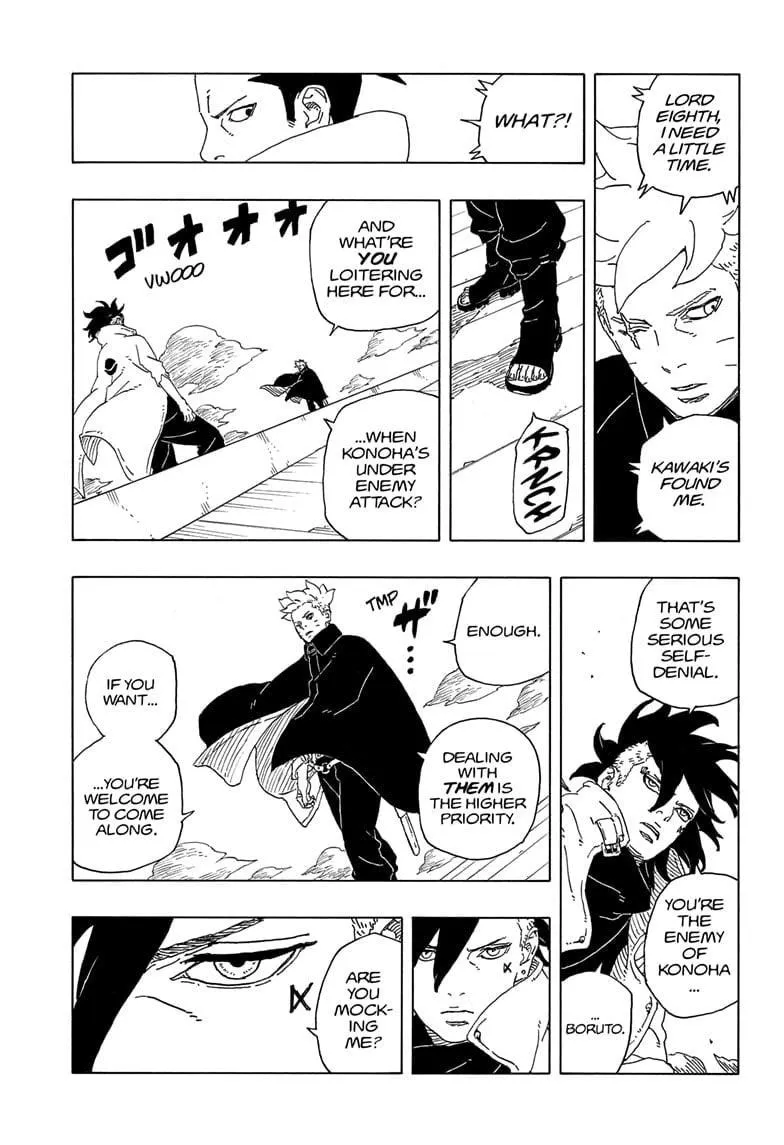 LORD
EIGHTH,
I NEED
A LITTLE
TIME.
KAWAKI'S
FOUND
ME.
WHAT?!
KRNCH
AND
WHAT'RE
YOU
LOITERING
HERE FOR...
ゴオオオ
VWOOO
...WHEN
KONOHA'S
UNDER
ENEMY
ATTACK?
THAT'S
SOME
SERIOUS
SELF-
DENIAL.
YOU'RE
THE
ENEMY
OF
KONOHA
...
...
BORUTO.
ENOUGH.
ザ...
TMP
DEALING
WITH
THEM IS
THE HIGHER
PRIORITY.
IF YOU
WANT...
...YOU'RE
WELCOME
TO COME
ALONG.
ARE
YOU
MOCK-
ING
ME?